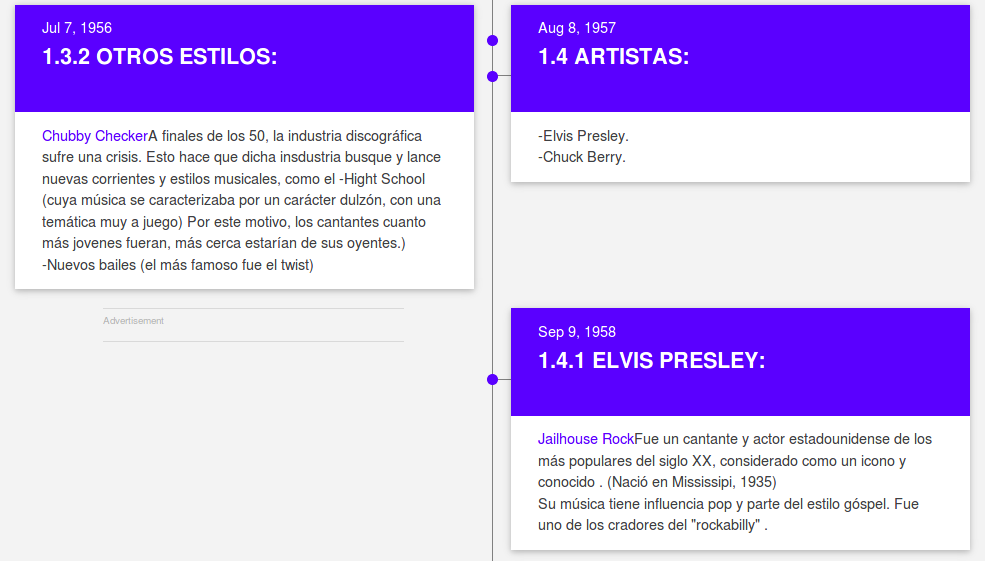 Jul 7, 1956
1.3.2 OTROS ESTILOS:
Chubby CheckerA finales de los 50, la industria discográfica
sufre una crisis. Esto hace que dicha insdustria busque y lance
nuevas corrientes y estilos musicales, como el -Hight School
(cuya música se caracterizaba por un carácter dulzón, con una
temática muy a juego) Por este motivo, los cantantes cuanto
más jovenes fueran, más cerca estarían de sus oyentes.)
-Nuevos bailes (el más famoso fue el twist)
Advertisement
Aug 8, 1957
1.4 ARTISTAS:
-Elvis Presley.
-Chuck Berry.
Sep 9, 1958
1.4.1 ELVIS PRESLEY:
Jailhouse RockFue un cantante y actor estadounidense de los
más populares del siglo XX, considerado como un icono y
conocido . (Nació en Mississipi, 1935)
Su música tiene influencia pop y parte del estilo góspel. Fue
uno de los cradores del "rockabilly" .